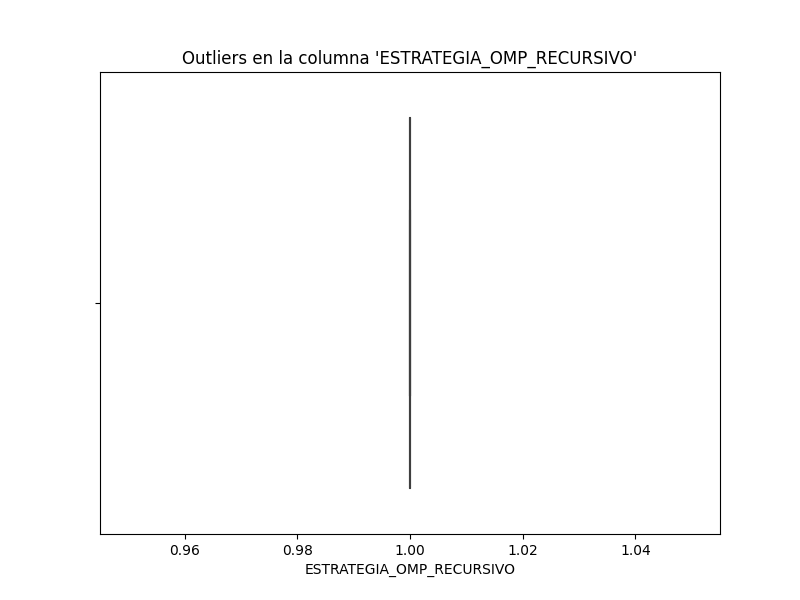 Outliers en la columna 'ESTRATEGIA_OMP_RECURSIVO'
0.96 0.98 1.00 1.02 1.04
ESTRATEGIA_OMP_RECURSIVO